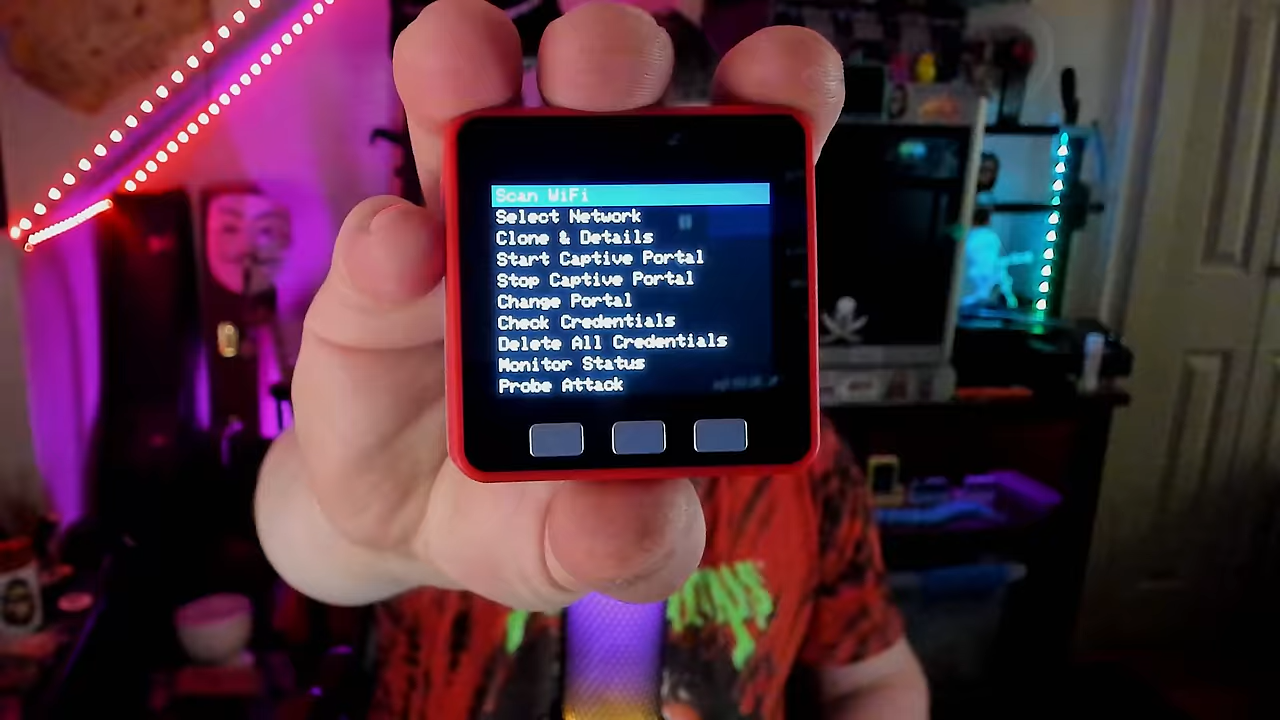 Scan WiFi
Select Network
Clone & Details
Start Captive Portal
Stop Captive Portal
Change Portal
Check Credentials
Delete All Credentials
Monitor Status
Probe Attack